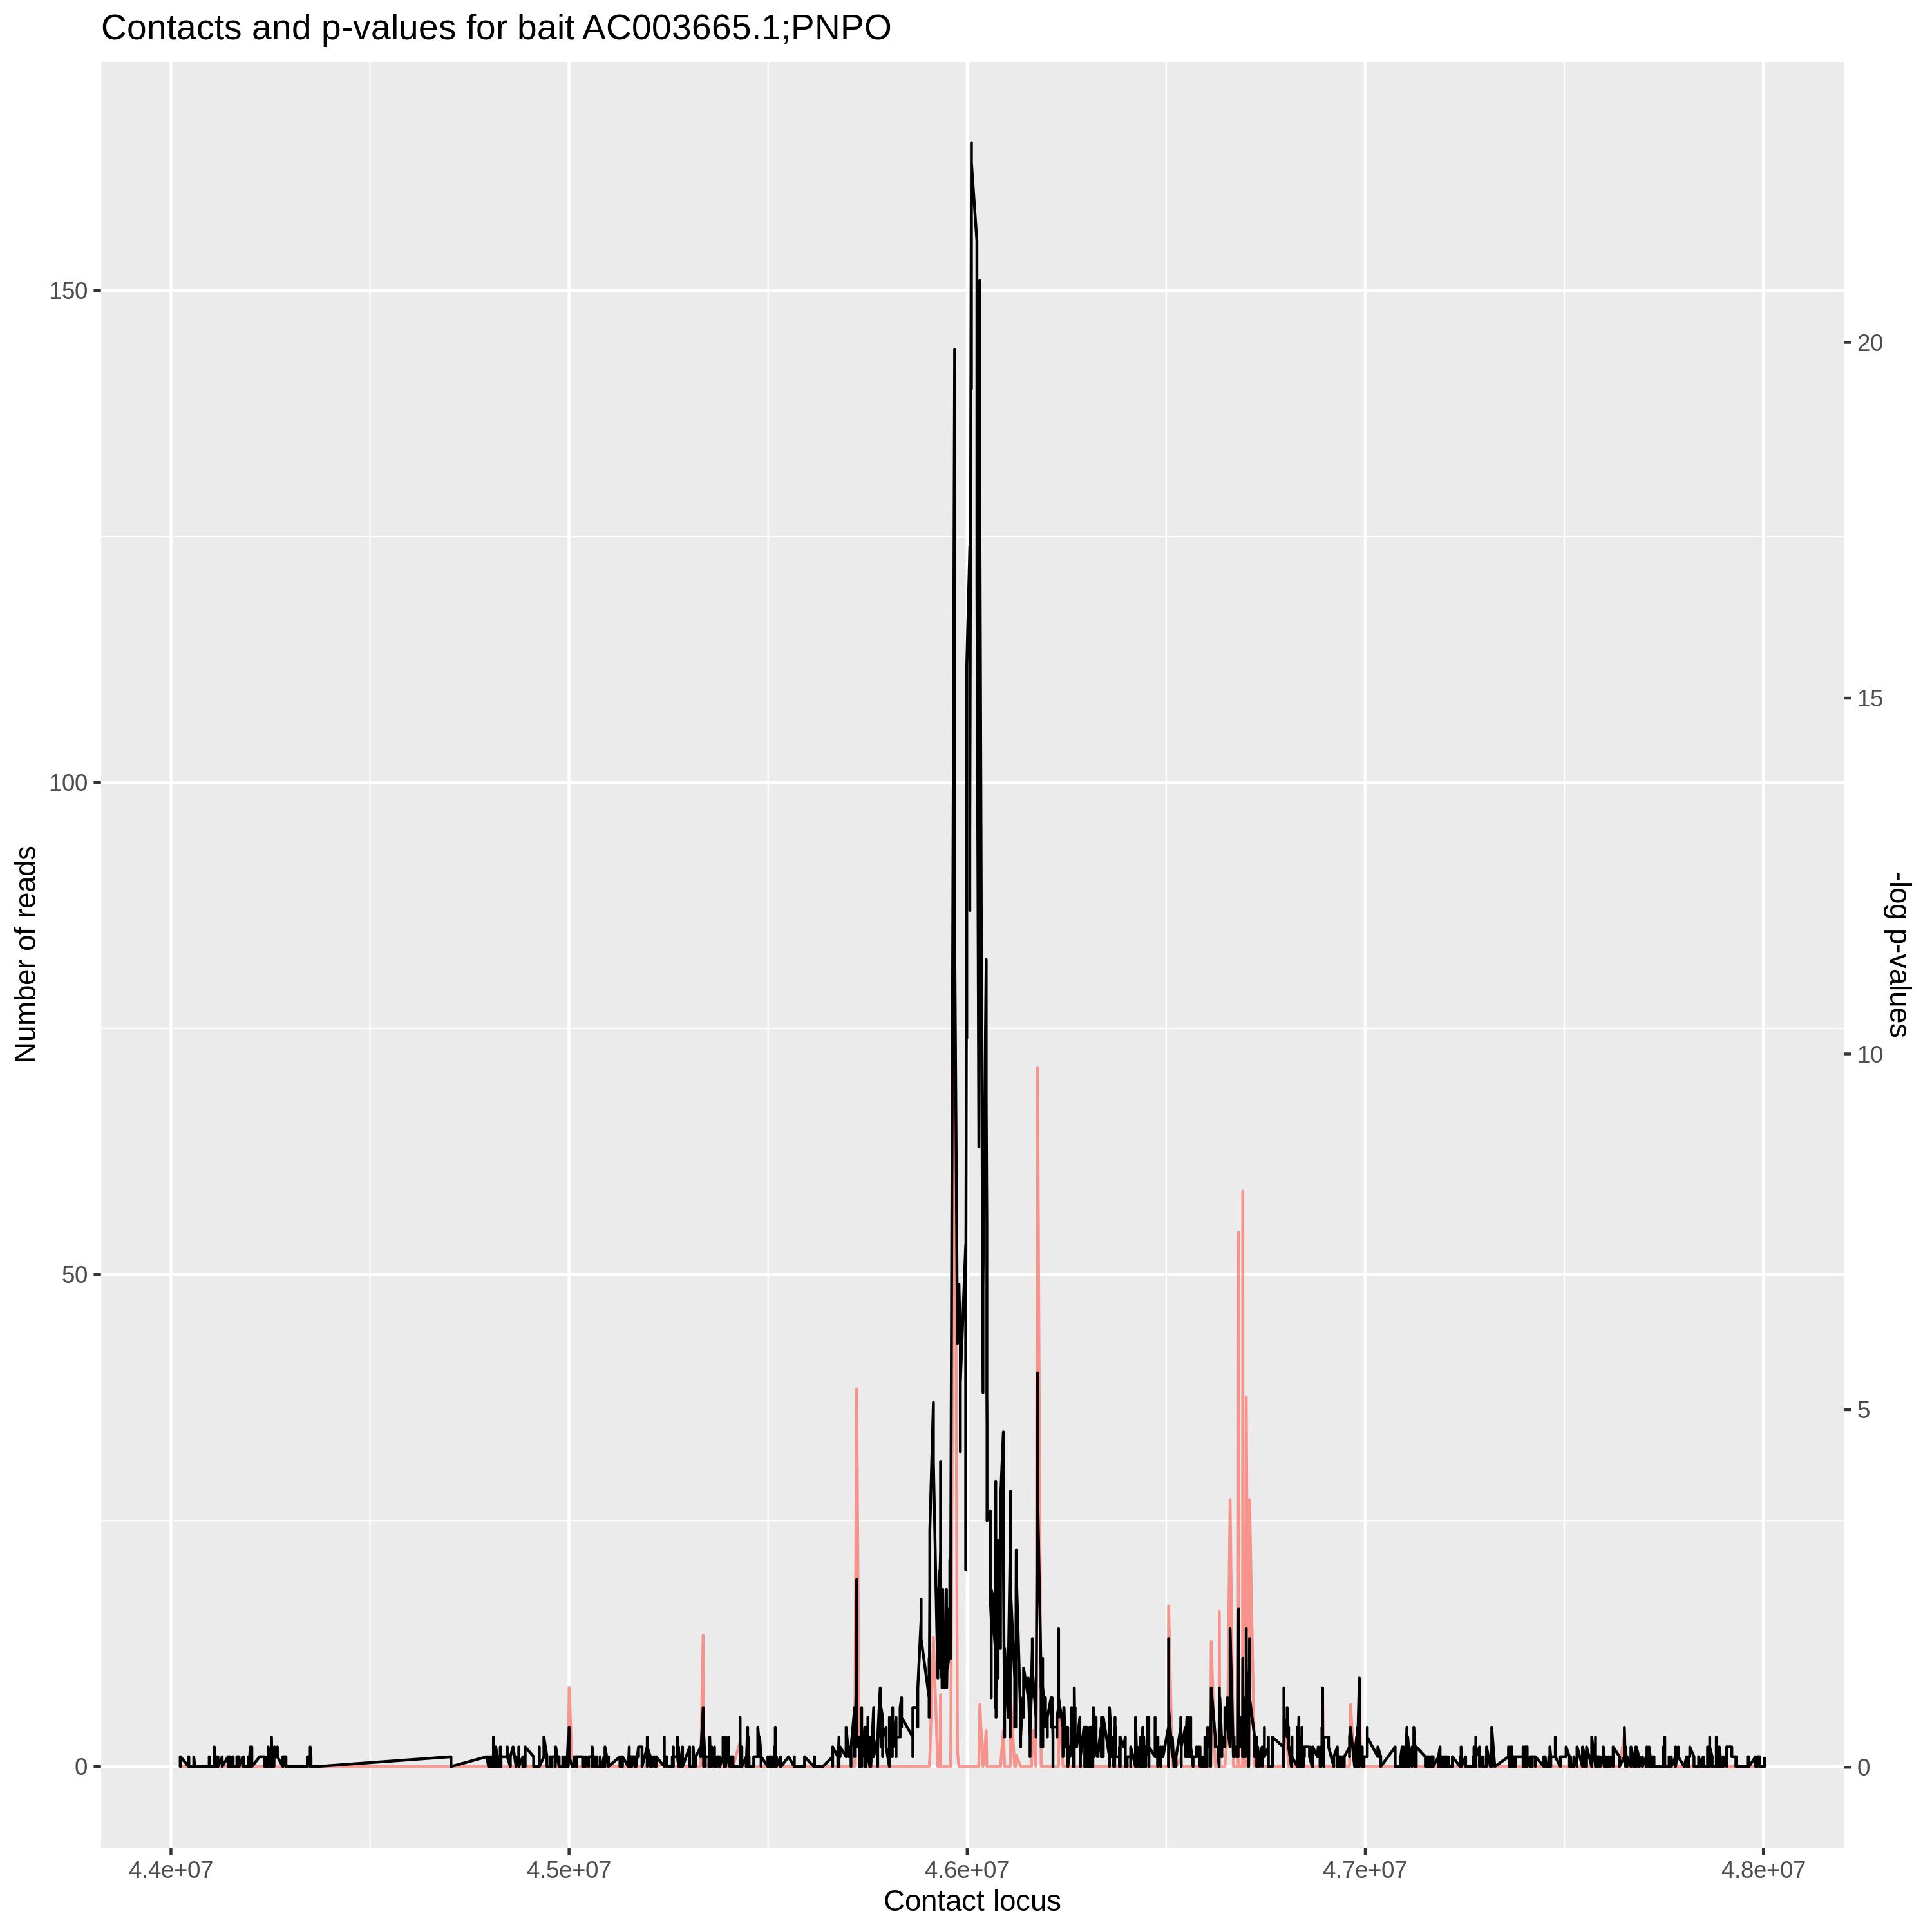 Contacts and p-values for bait AC003665.1;PNPO
150
100
50
0
Number of reads
20
15
10
5
0
-log p-values
4.4e+07 4.5e+07 4.6e+07 4.7e+07 4.8e+07
Contact locus